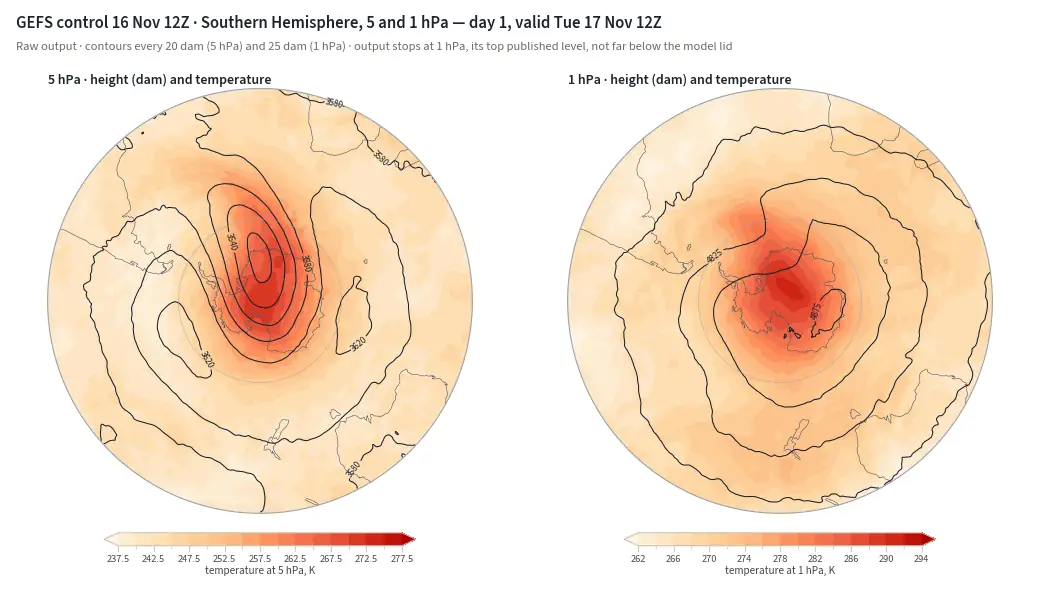 GEFS control 16 Nov 12Z · Southern Hemisphere, 5 and 1 hPa — day 1, valid Tue 17 Nov 12Z
Raw output · contours every 20 dam (5 hPa) and 25 dam (1 hPa) · output stops at 1 hPa, its top published level, not far below the model lid
5 hPa · height (dam) and temperature
3580
3580
3540
3580
3620
3620
3580
237.5 242.5 247.5 252.5 257.5 262.5 267.5 272.5 277.5
temperature at 5 hPa, K
1 hPa · height (dam) and temperature
4825
4875
262 266 270 274 278 282 286 290 294
temperature at 1 hPa, K